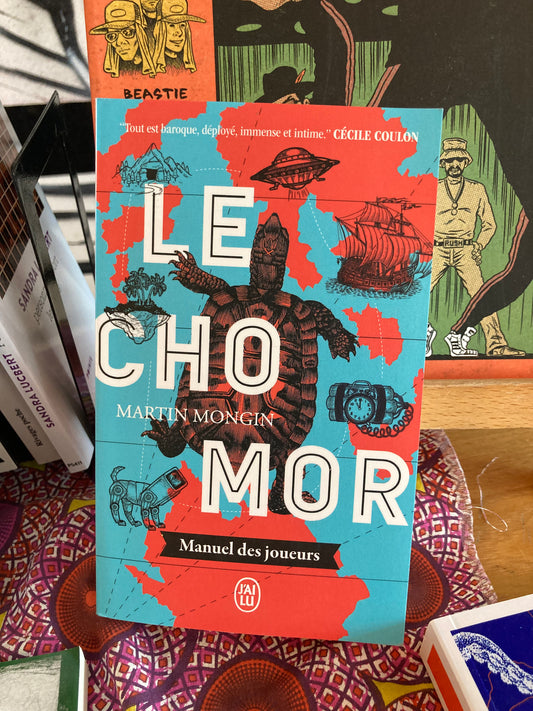 BEASTIE
RUSH
"Tout est baroque, déployé, immense et intime." CÉCILE COULON
LE
CHO
MARTIN MONGIN
MOR
Manuel des joueurs
J'AI
LU
SANDRA
SANDRA LUCBERT